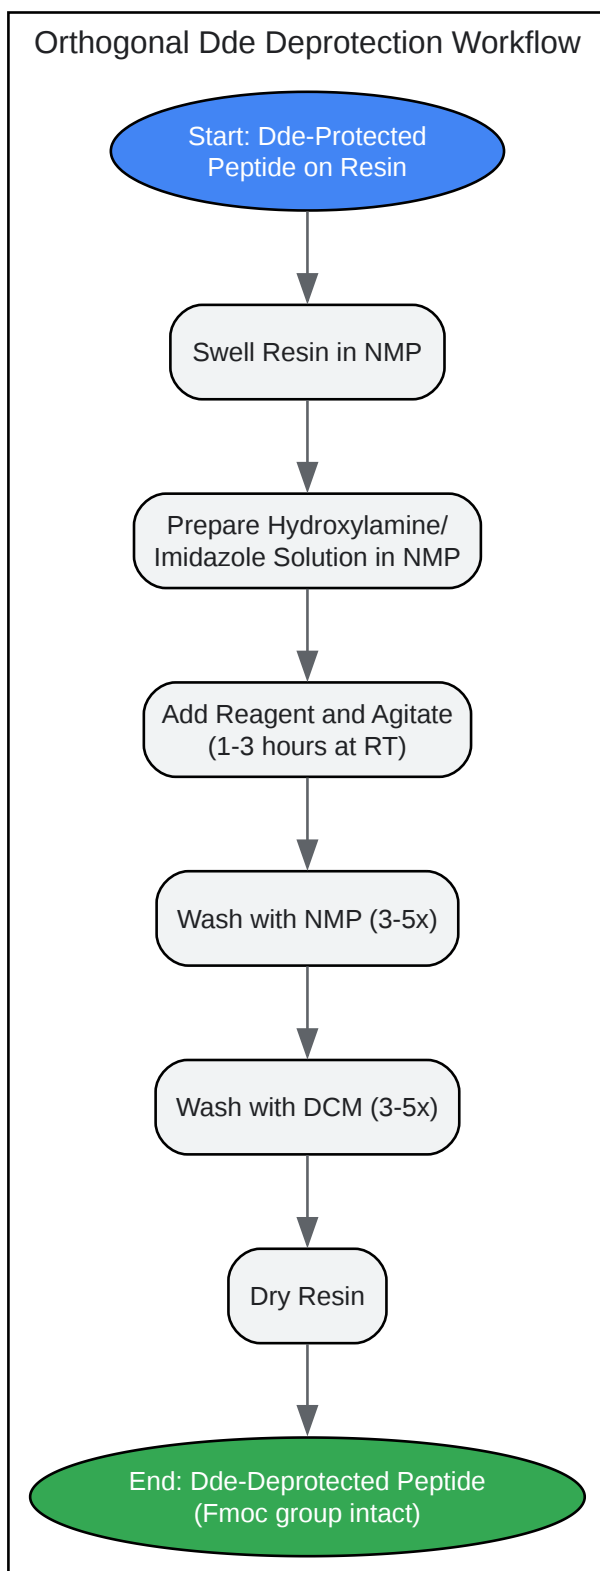 Orthogonal Dde Deprotection Workflow
Start: Dde-Protected
Peptide on Resin
Swell Resin in NMP
Prepare Hydroxylamine/
Imidazole Solution in NMP
Add Reagent and Agitate
(1-3 hours at RT)
Wash with NMP (3-5x)
Wash with DCM (3-5x)
Dry Resin
End: Dde-Deprotected Peptide
(Fmoc group intact)